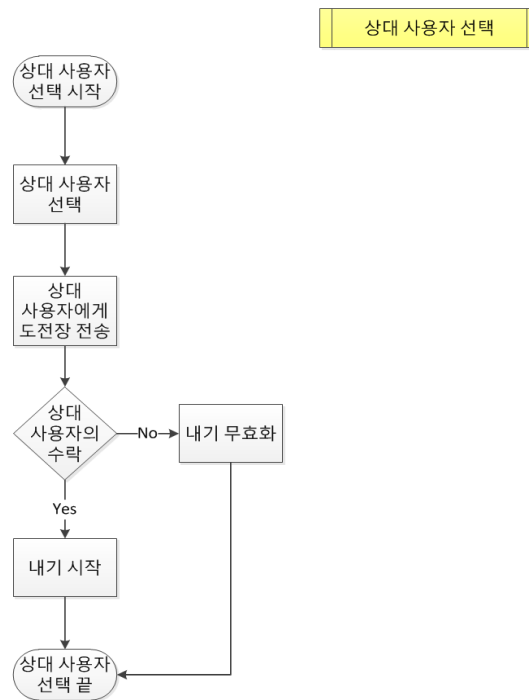 상대 사용자 선택
상대 사용자
선택 시작
상대 사용자
선택
상대
사용자에게
도전장 전송
상대
사용자의
수락
No
내기 무효화
Yes
내기 시작
상대 사용자
선택 끝